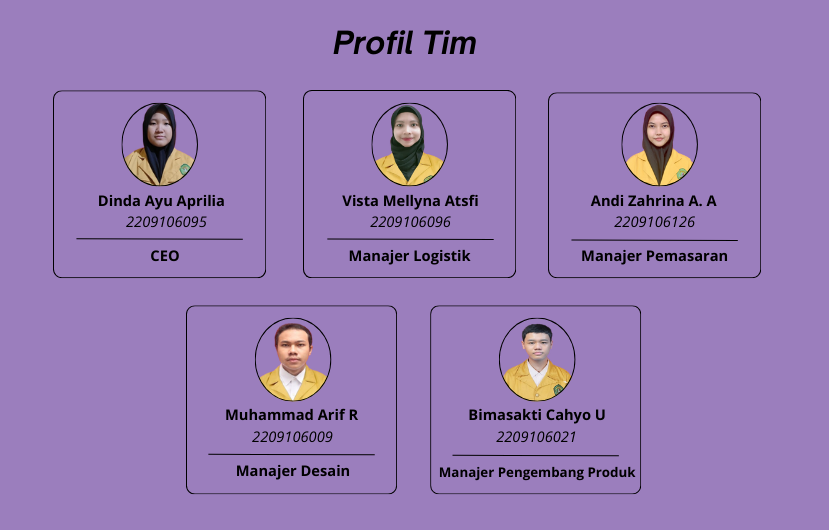 Profil Tim
Dinda Ayu Aprilia
2209106095
CEO
Vista Mellyna Atsfi
2209106096
Manajer Logistik
Andi Zahrina A. A
2209106126
Manajer Pemasaran
Muhammad Arif R
2209106009
Manajer Desain
Bimasakti Cahyo U
2209106021
Manajer Pengembang Produk